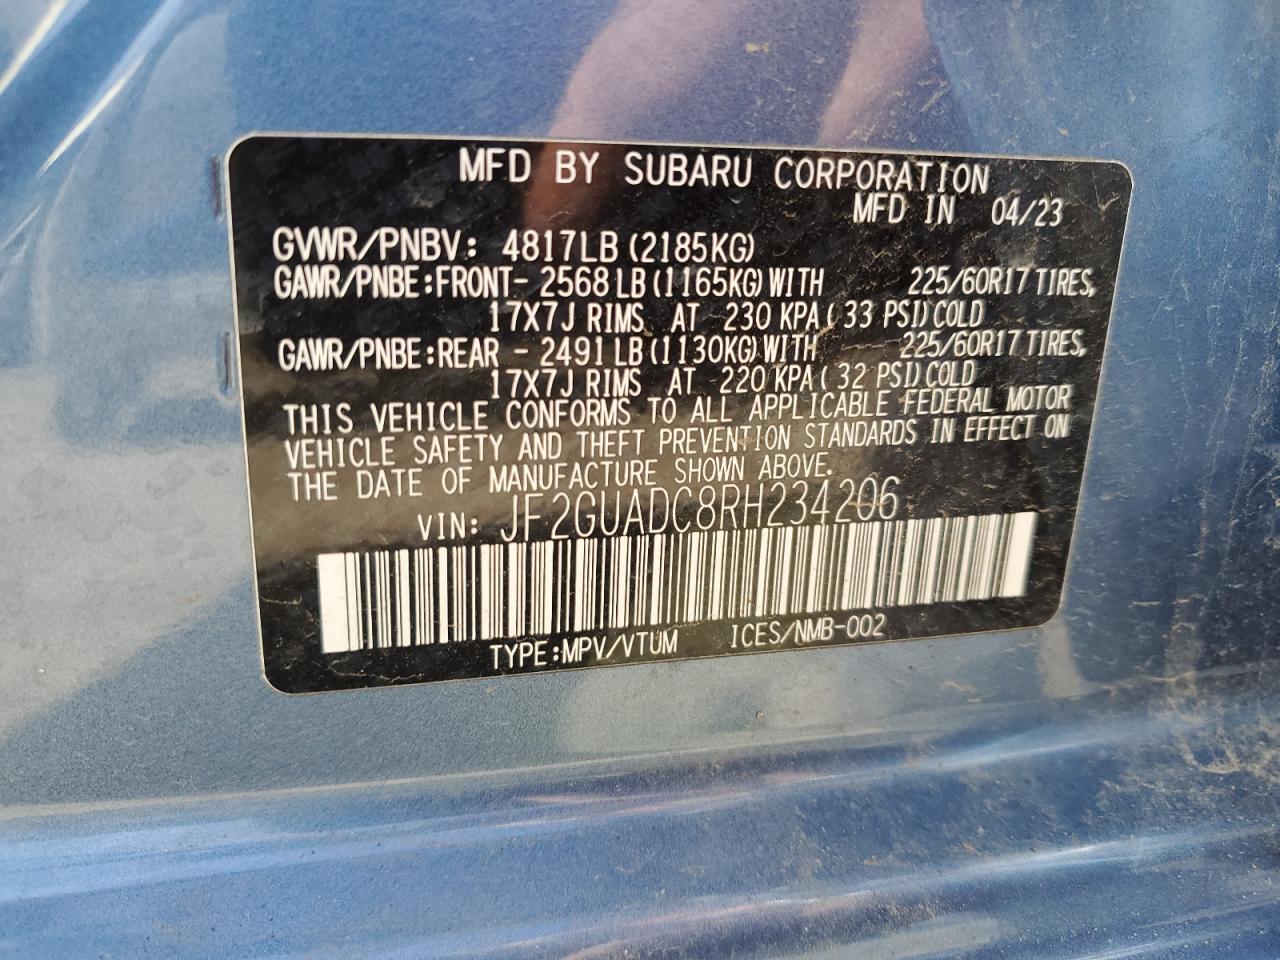 MFD BY SUBARU CORPORATION
MFD IN 04/23
GVWR/PNBV: 4817LB (2185KG)
GAWR/PNBE:FRONT- 2568 LB (1165KG) WITH 225/60R17 TIRES,
17X7J RIMS AT 230 KPA ( 33 PSI) COLD
GAWR/PNBE:REAR - 2491 LB (1130KG) WITH 225/60R17 TIRES,
17X7J RIMS AT 220 KPA ( 32 PSI) COLD
THIS VEHICLE CONFORMS TO ALL APPLICABLE FEDERAL MOTOR
VEHICLE SAFETY AND THEFT PREVENTION STANDARDS IN EFFECT ON
THE DATE OF MANUFACTURE SHOWN ABOVE.
VIN: JF2GUADC8RH234206
TYPE:MPV/VTUM ICES/NMB-002